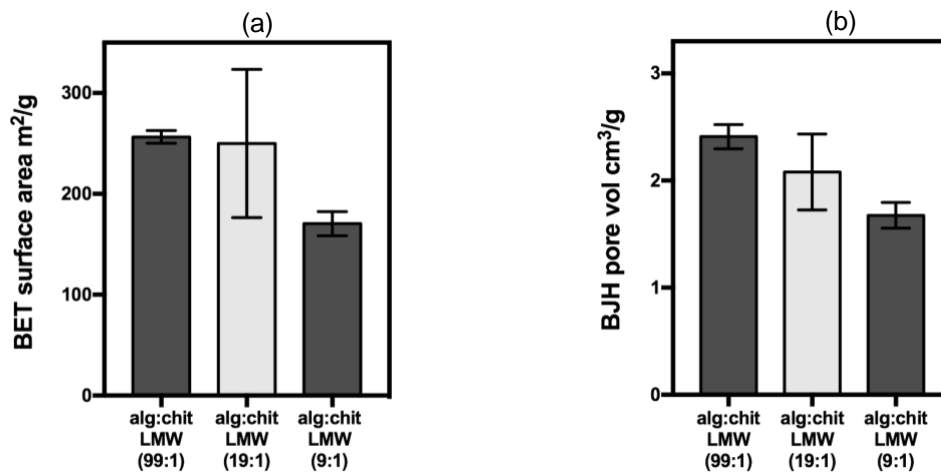 (a)
BET surface area m²/g
300
200
100
0
alg:chit LMW (99:1)
alg:chit LMW (19:1)
alg:chit LMW (9:1)
(b)
BJH pore vol cm³/g
3
2
1
0
alg:chit LMW (99:1)
alg:chit LMW (19:1)
alg:chit LMW (9:1)